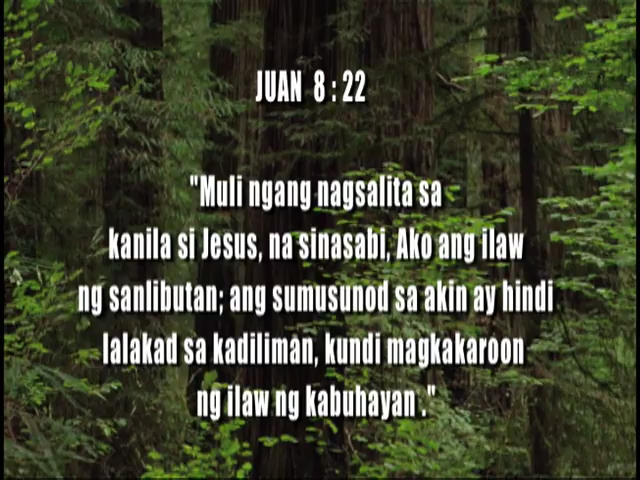 JUAN 8 : 22
"Muli ngang nagsalita sa
kanila si Jesus, na sinasabi, Ako ang ilaw
ng sanlibutan; ang sumusunod sa akin ay hindi
lalakad sa kadiliman, kundi magkakaroon
ng ilaw ng kabuhayan ."